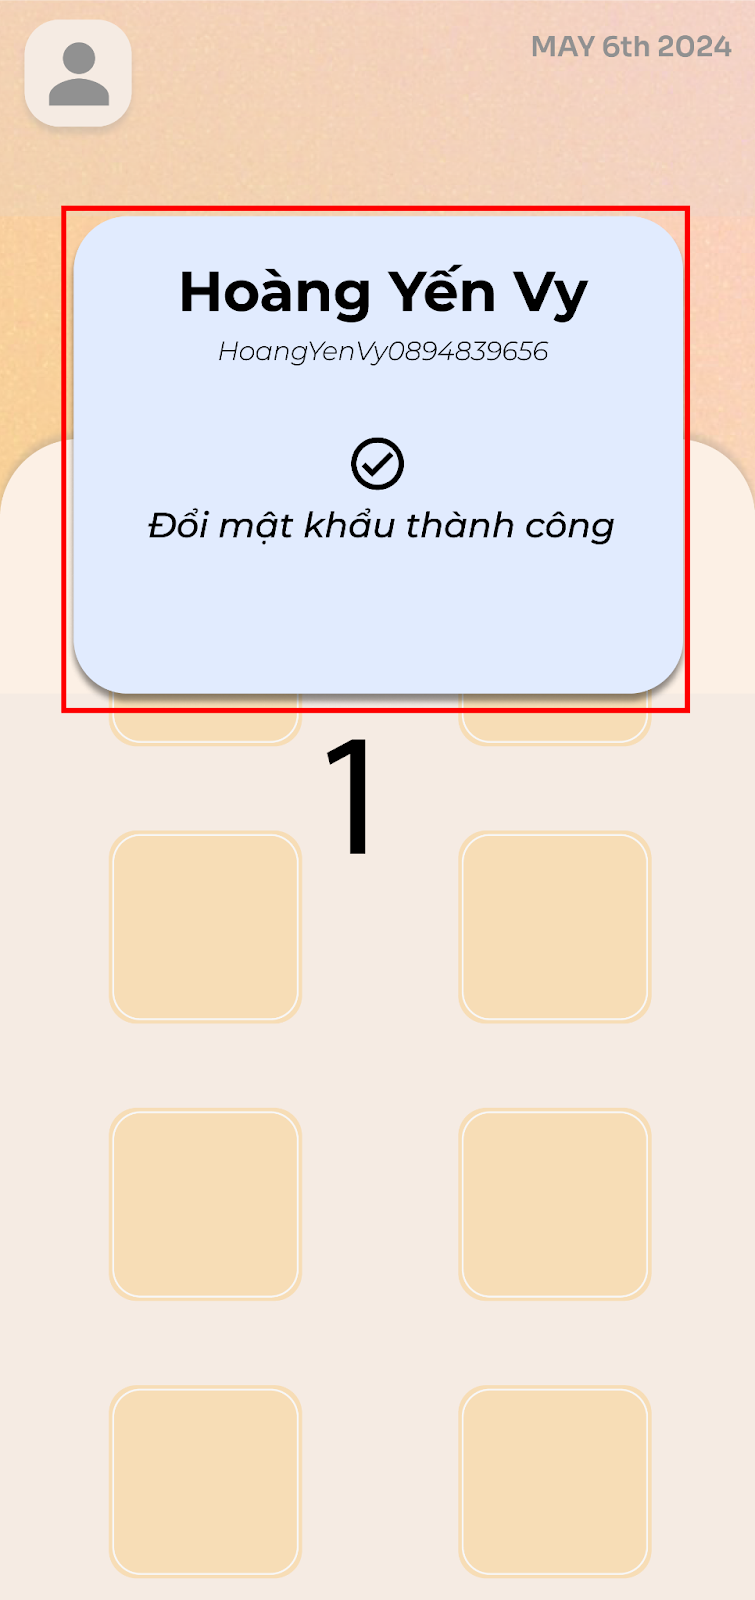 MAY 6th 2024
Hoàng Yến Vy
HoangYenVy0894839656
Đổi mật khẩu thành công
1